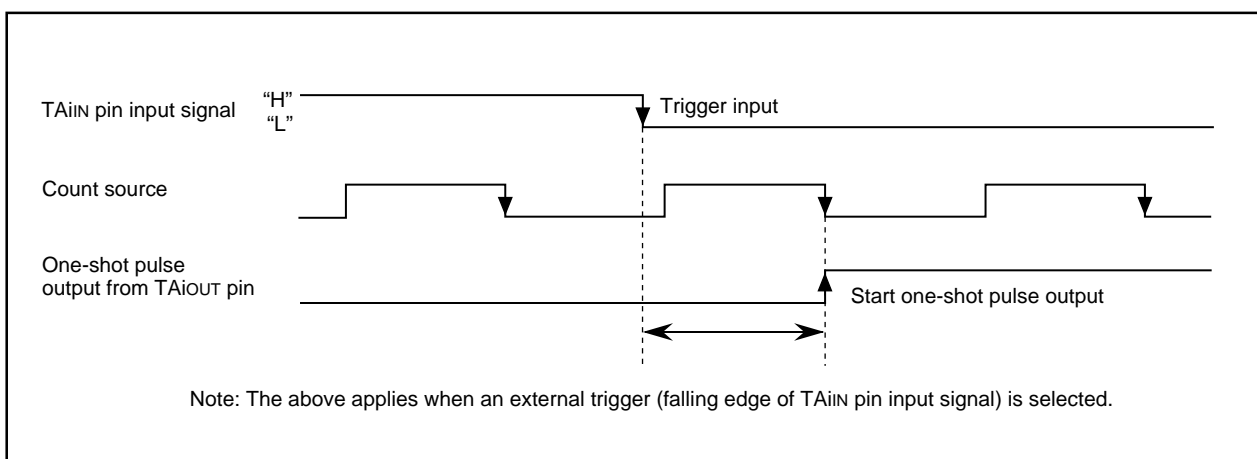 TAiIN pin input signal
“H”
“L”
Trigger input
Count source
One-shot pulse
output from TAiOUT pin
Start one-shot pulse output
Note: The above applies when an external trigger (falling edge of TAiIN pin input signal) is selected.